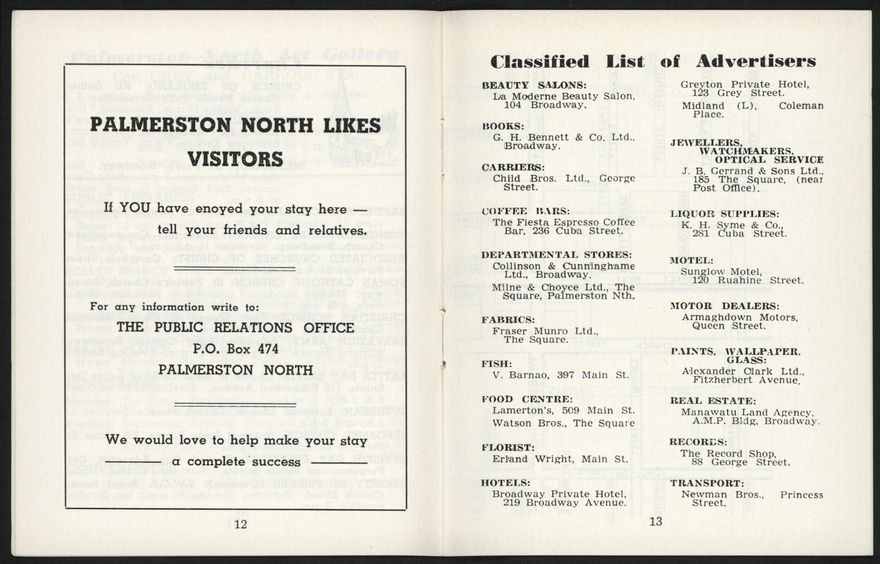 PALMERSTON NORTH LIKES
VISITORS
If YOU have enoyed your stay here —
tell your friends and relatives.
For any information write to:
THE PUBLIC RELATIONS OFFICE
P.O. Box 474
PALMERSTON NORTH
We would love to help make your stay
a complete success
12
Classified List of Advertisers
BEAUTY SALONS:
La Moderne Beauty Salon,
104 Broadway.
BOOKS:
G. H. Bennett & Co. Ltd.,
Broadway.
CARRIERS:
Child Bros. Ltd., George
Street.
COFFEE BARS:
The Fiesta Espresso Coffee
Bar, 236 Cuba Street.
DEPARTMENTAL STORES:
Collinson & Cunninghame
Ltd., Broadway.
Milne & Choyce Ltd., The
Square, Palmerston Nth.
FABRICS:
Fraser Munro Ltd.,
The Square.
FISH:
V. Barnao, 397 Main St.
FOOD CENTRE:
Lamerton's, 509 Main St.
Watson Bros., The Square
FLORIST:
Erland Wright, Main St.
HOTELS:
Broadway Private Hotel,
219 Broadway Avenue.
Greyton Private Hotel,
123 Grey Street.
Midland (L), Coleman
Place.
JEWELLERS,
WATCHMAKERS,
OPTICAL SERVICE
J. B. Gerrand & Sons Ltd.,
185 The Square, (near
Post Office).
LIQUOR SUPPLIES:
K. H. Syme & Co.,
281 Cuba Street.
MOTEL:
Sunglow Motel,
120 Ruahine Street.
MOTOR DEALERS:
Armaghdown Motors,
Queen Street.
PAINTS, WALLPAPER,
GLASS:
Alexander Clark Ltd.,
Fitzherbert Avenue,
REAL ESTATE:
Manawatu Land Agency,
A.M.P. Bldg, Broadway.
RECORDS:
The Record Shop,
88 George Street.
TRANSPORT:
Newman Bros., Princess
Street.
13